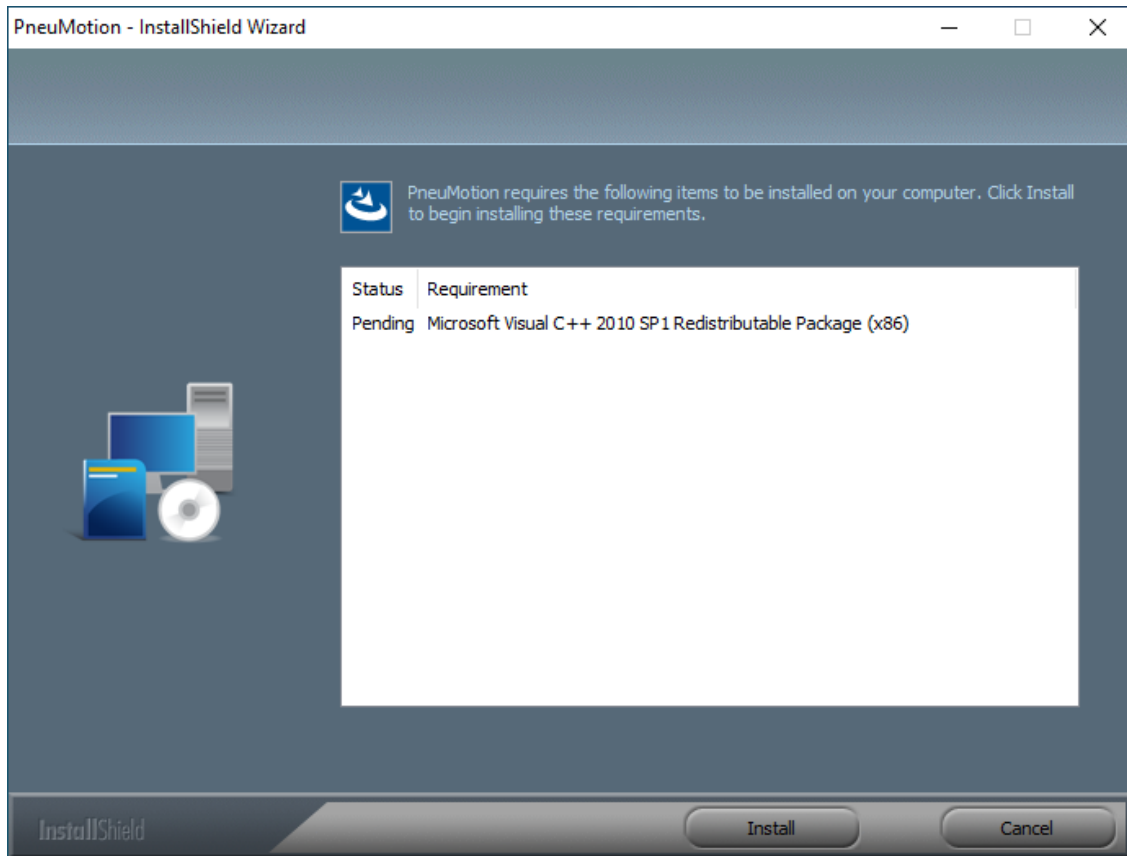 PneuMotion - InstallShield Wizard
PneuMotion requires the following items to be installed on your computer. Click Install
to begin installing these requirements.
Status Requirement
Pending Microsoft Visual C++ 2010 SP1 Redistributable Package (x86)
InstallShield
Install Cancel